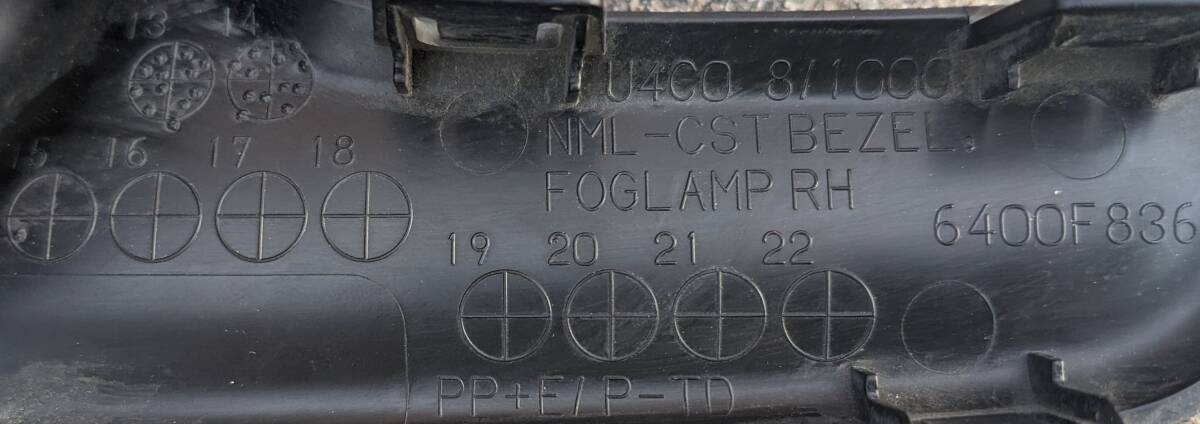 13 14
U4C0 8/1000
NML-CST BEZEL,
15 16 17 18
FOGLAMP RH
6400F836
19 20 21 22
PP+E/P-TD